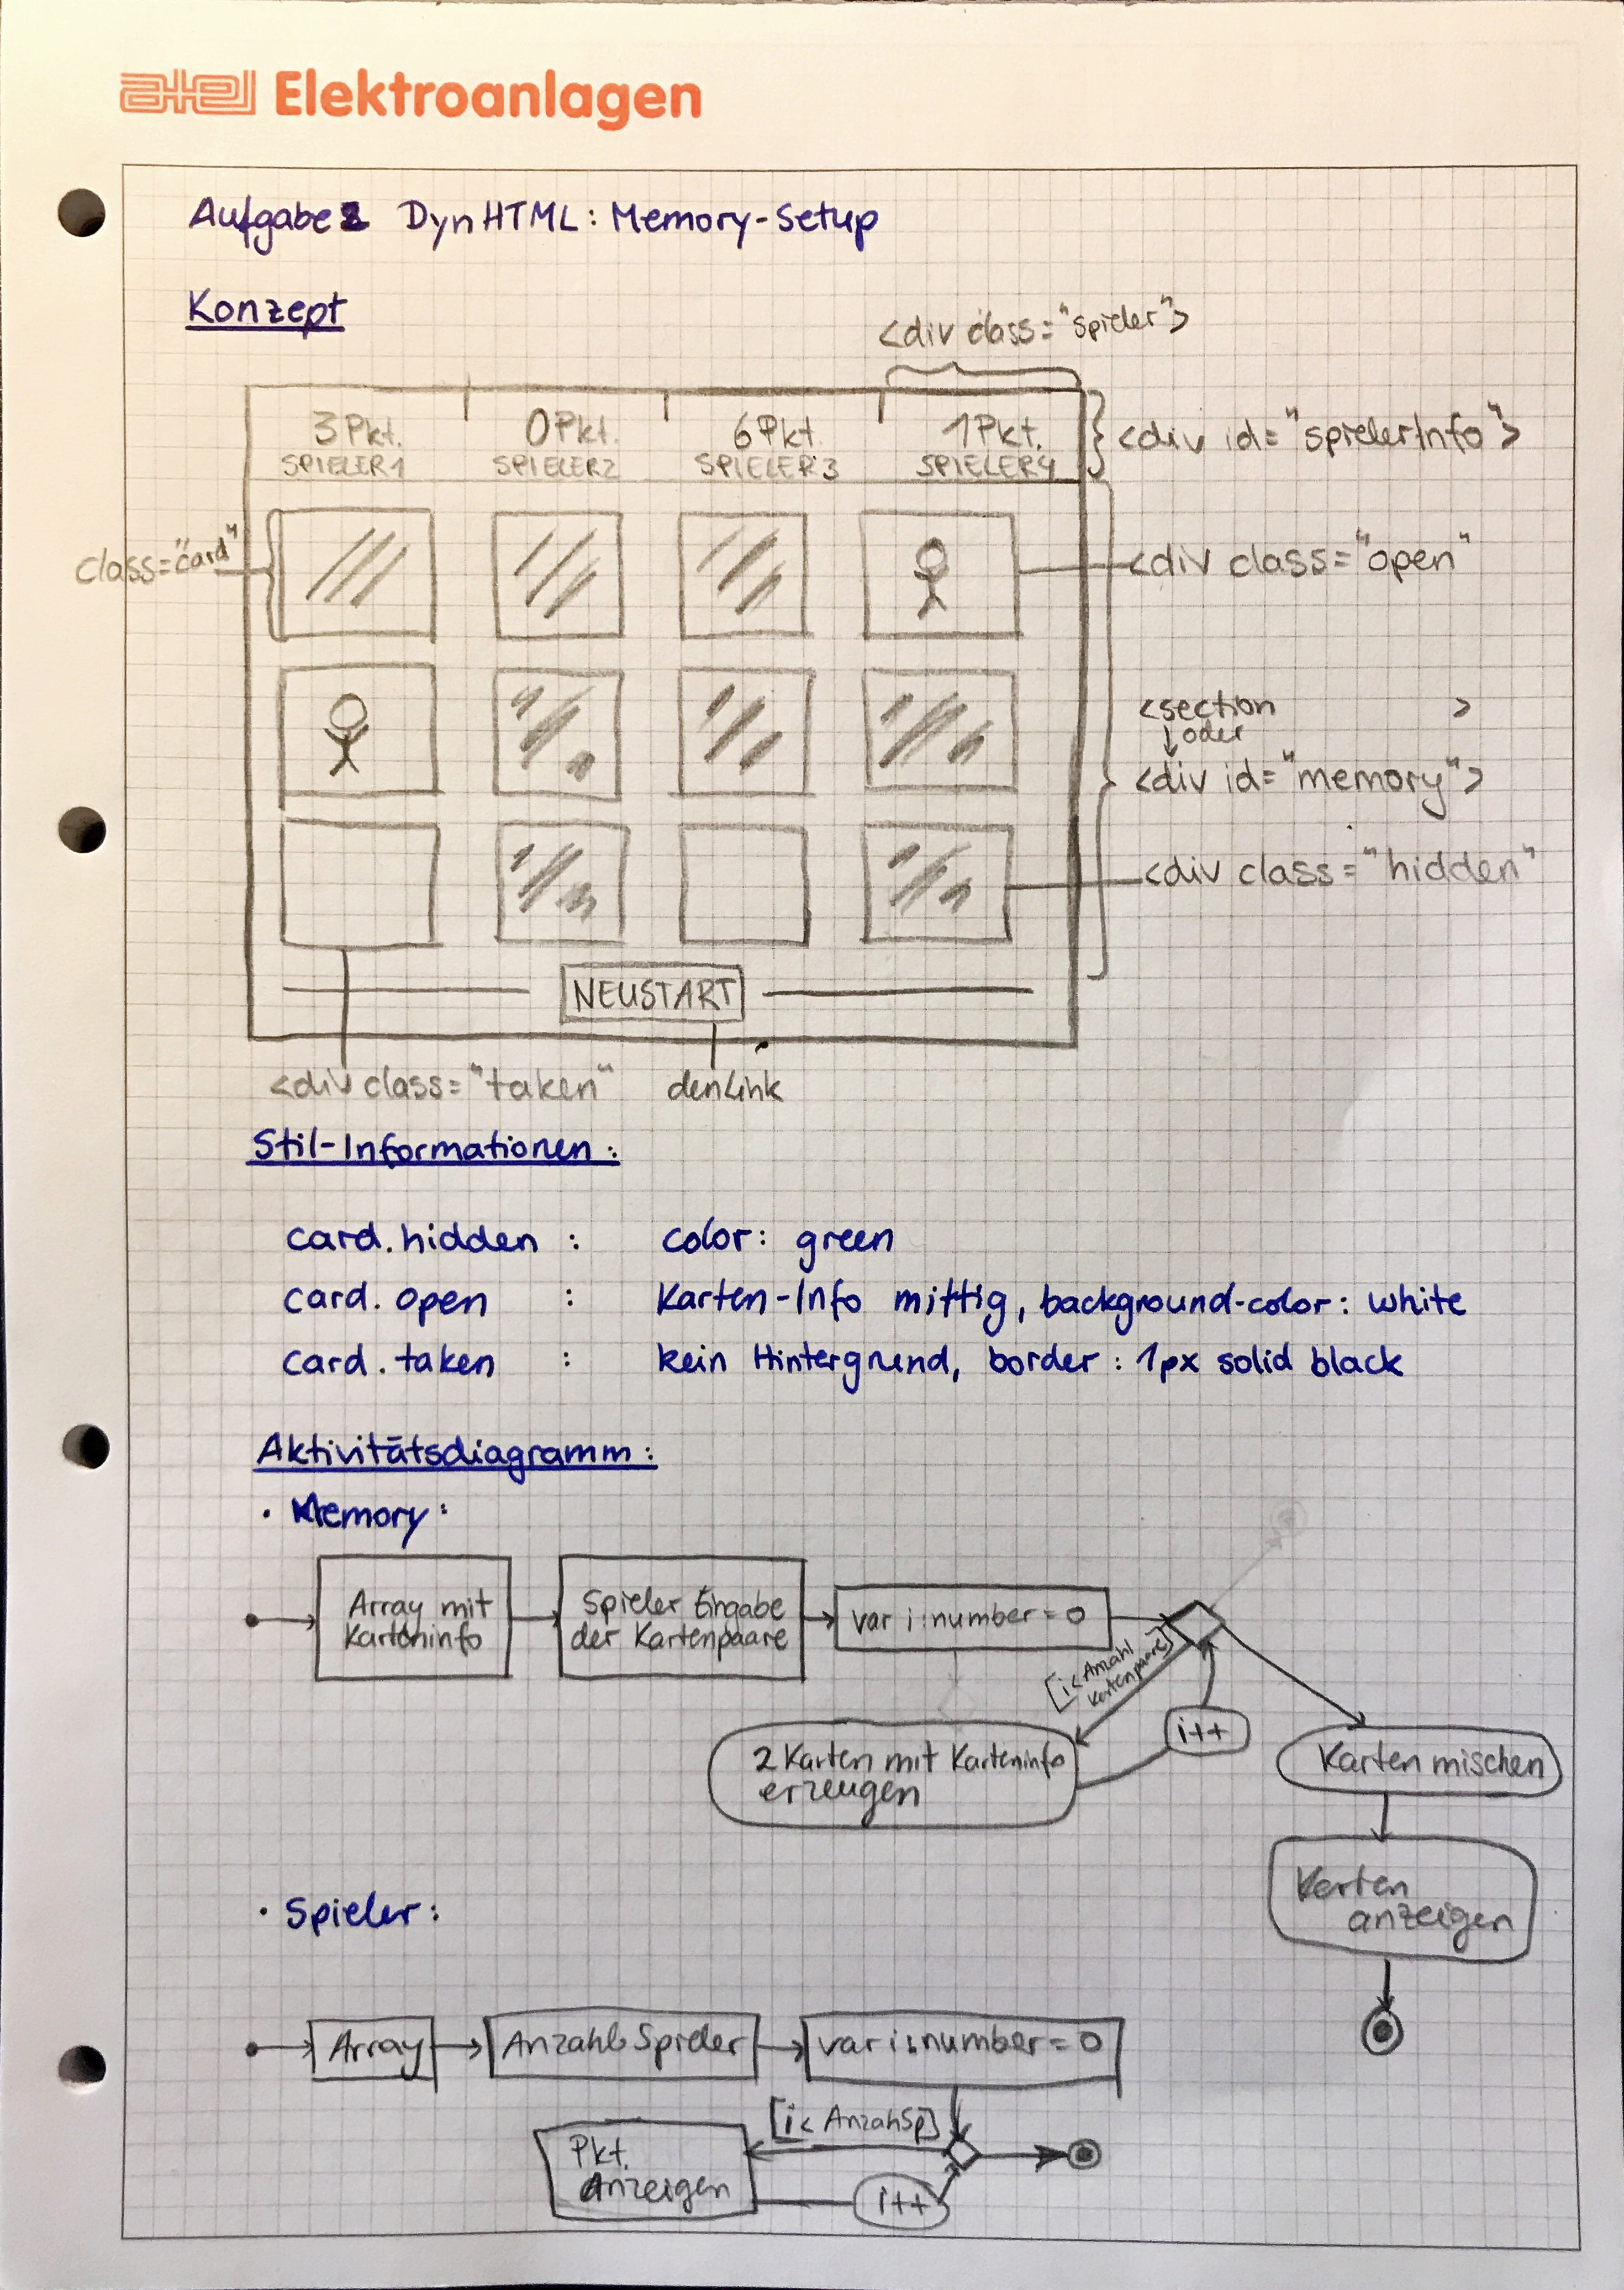 atel Elektroanlagen
Aufgabe 2 DynHTML: Memory-Setup
Konzept
<div class="spieler">
3 Pkt. 0 Pkt. 6 Pkt 1 Pkt.
SPIELER1 SPIELER2 SPIELER3 SPIELER4
<div id="spielerInfo">
class="card"
<div class="open"
<section >
oder
<div id="memory">
<div class="hidden"
NEUSTART
<div class="taken"
Stil-Informationen:
card.hidden : color: green
card.open : Karten-Info mittig, background-color: white
card.taken : kein Hintergrund, border: 1px solid black
Aktivitätsdiagramm:
· Memory:
Array mit
Karteninfo
Spieler Eingabe
der Kartenpaare
var i:number = 0
[i < Anzahl
Kartenpaare]
i++
2 Karten mit Karteninfo
erzeugen
Karten mischen
Karten
anzeigen
· Spieler:
Array
Anzahl Spieler
var i:number = 0
[i < AnzahlSp]
Pkt.
Anzeigen
i++